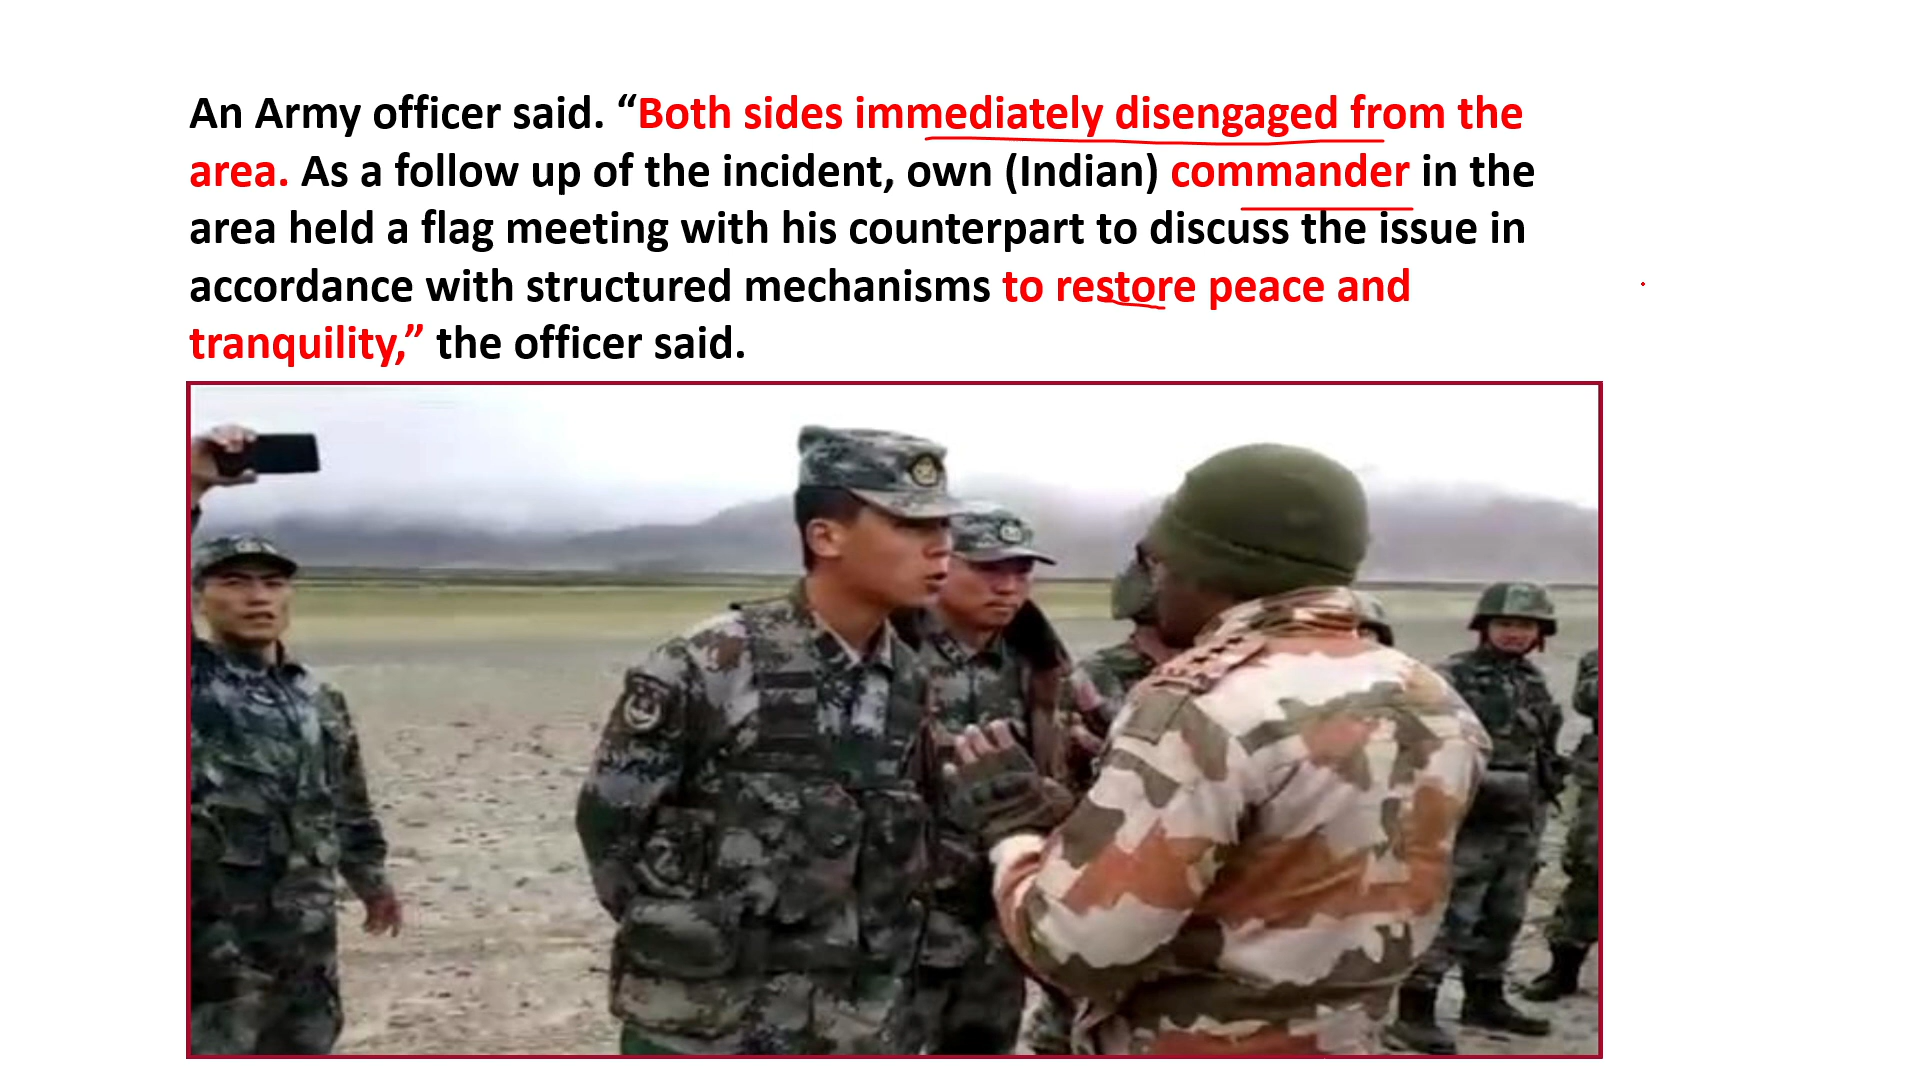 An Army officer said. “Both sides immediately disengaged from the
area. As a follow up of the incident, own (Indian) commander in the
area held a flag meeting with his counterpart to discuss the issue in
accordance with structured mechanisms to restore peace and
tranquility,” the officer said.